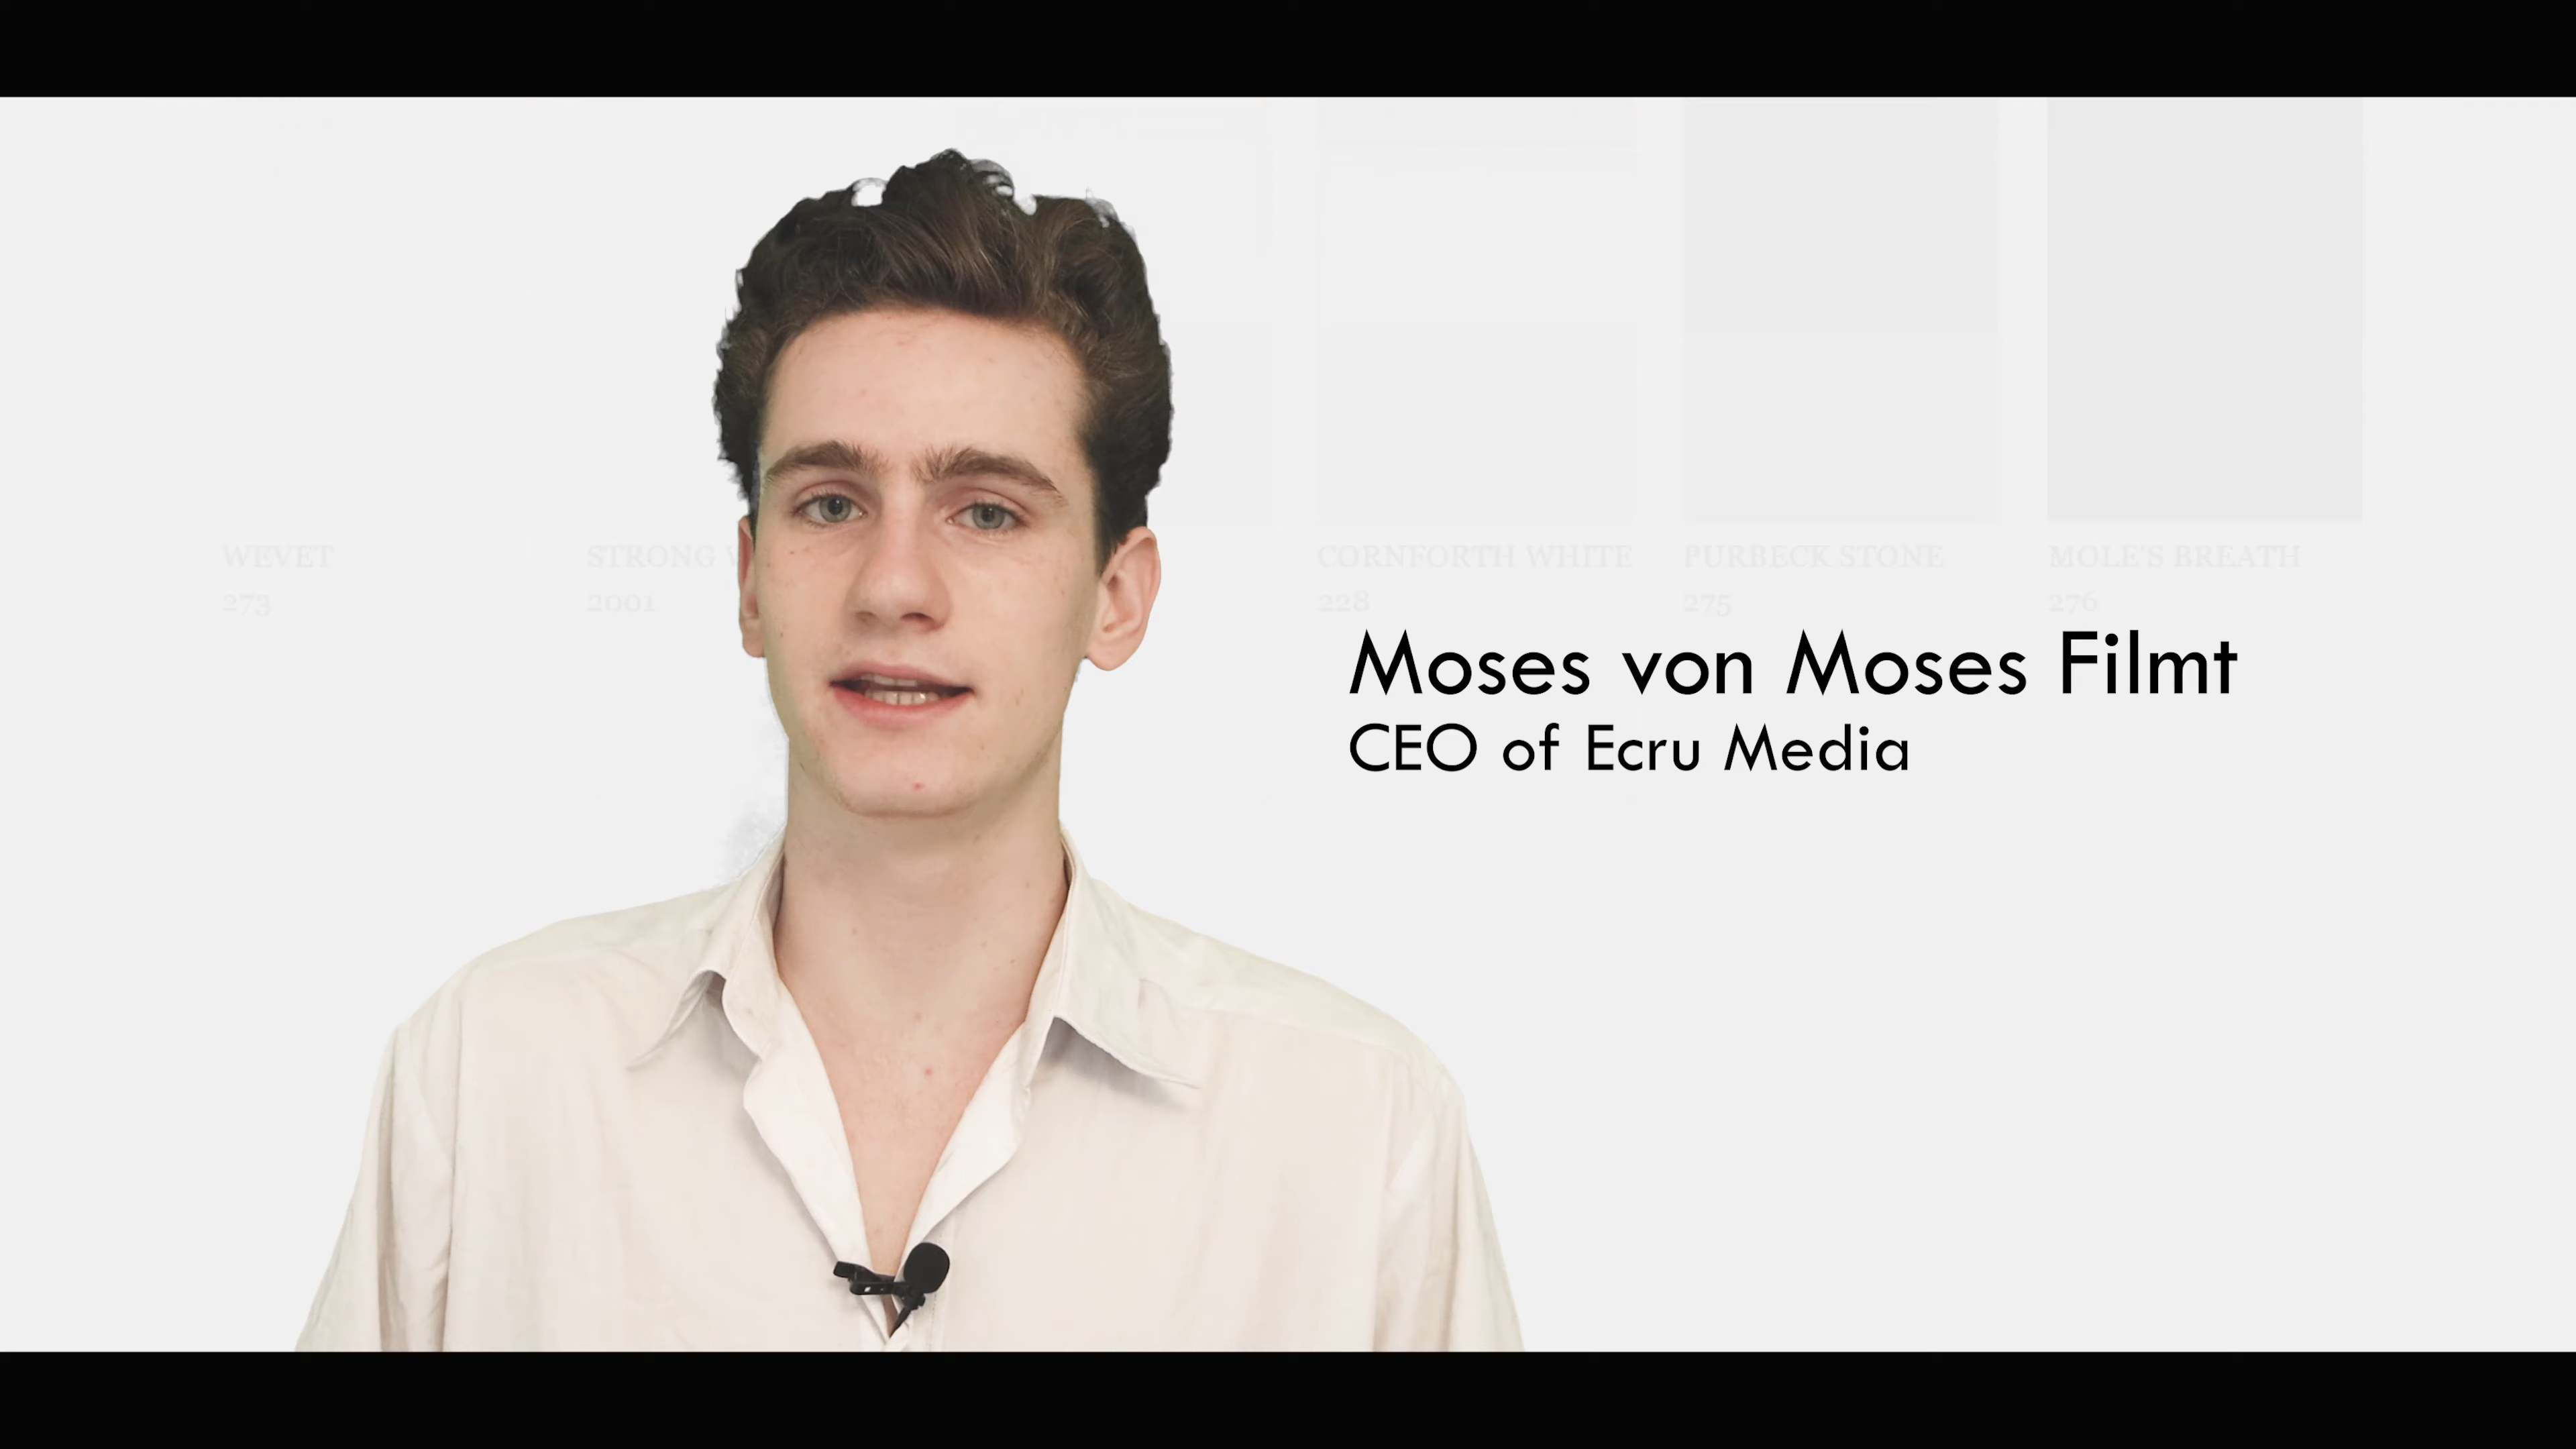 WEVET
273
STRONG
2001
CORNFORTH WHITE
228
PURBECK STONE
275
MOLE'S BREATH
276
Moses von Moses Filmt
CEO of Ecru Media